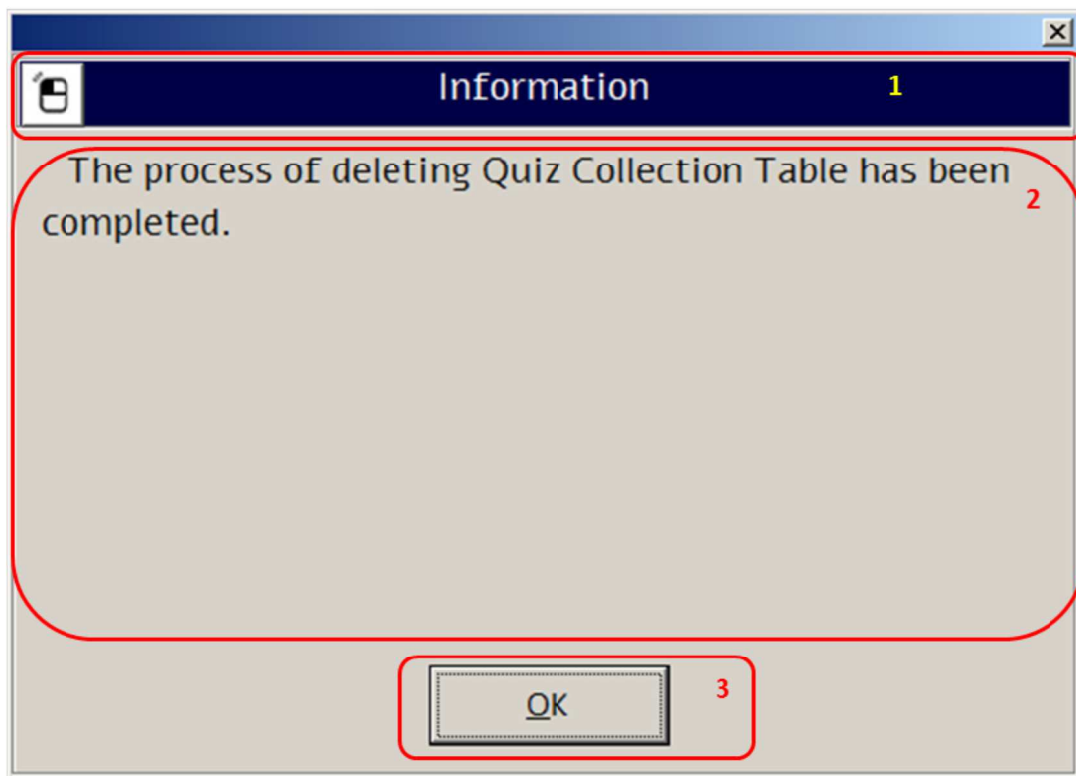 Information 1
The process of deleting Quiz Collection Table has been 2
completed.
OK 3